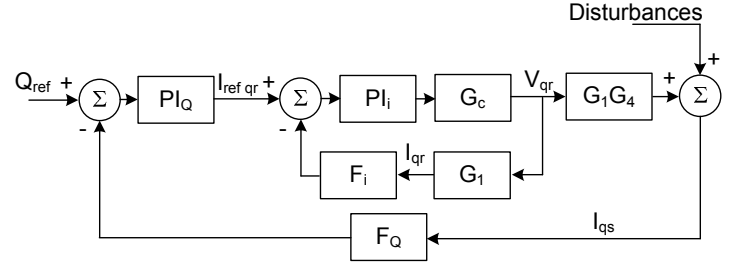 Disturbances
Q_ref + Σ PI_Q I_ref qr + Σ PI_i G_c V_qr G_1G_4 + + Σ
- -
F_i I_qr G_1
F_Q I_qs